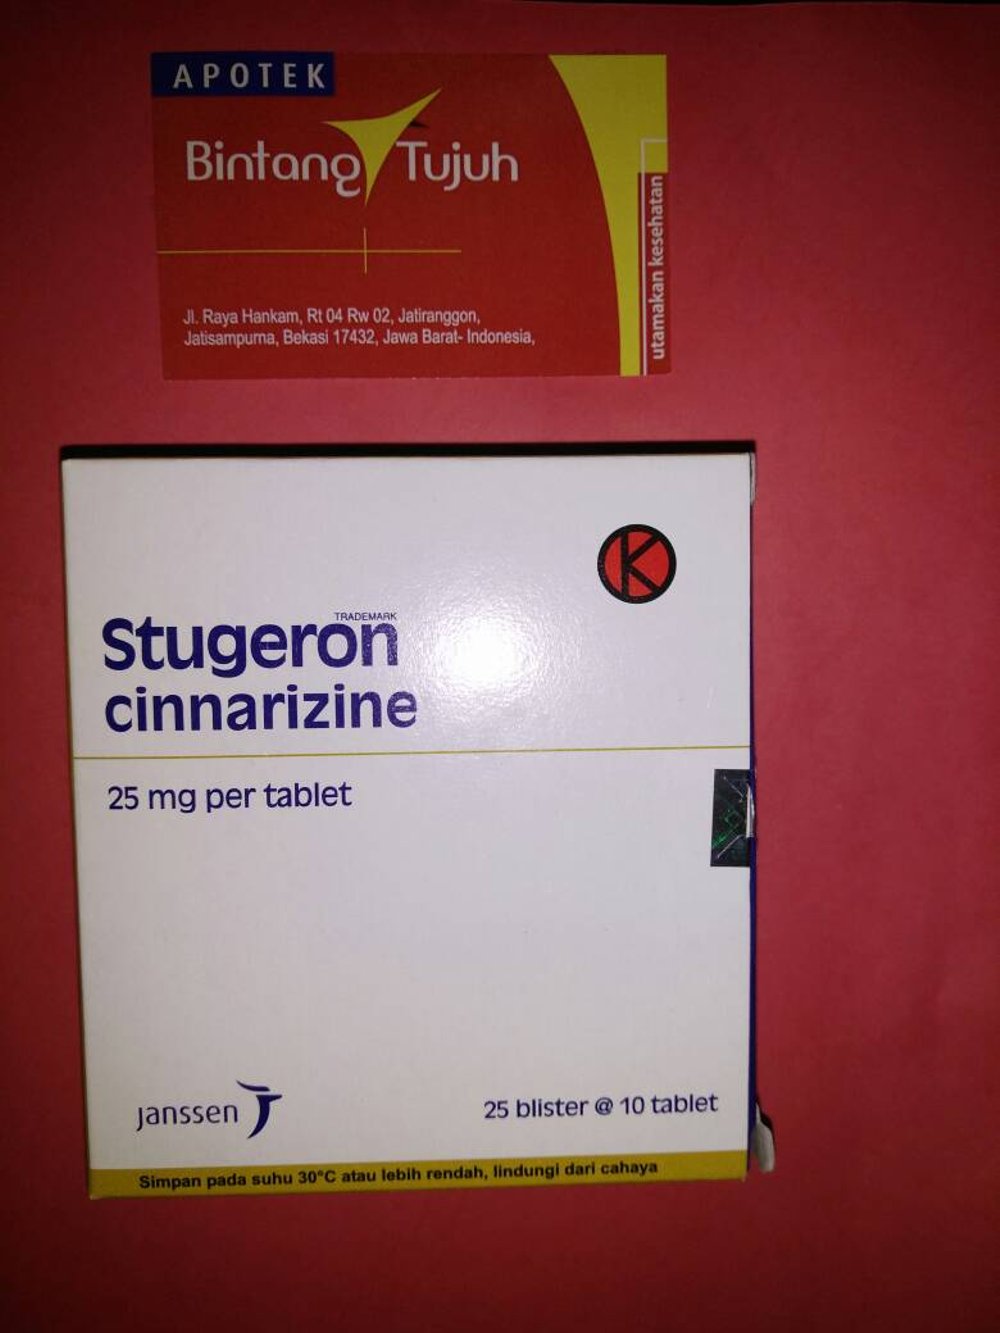 APOTEK
Bintang Tujuh
utamakan kesehatan
Jl. Raya Hankam, Rt 04 Rw 02, Jatiranggon,
Jatisampurna, Bekasi 17432, Jawa Barat- Indonesia,
K
TRADEMARK
Stugeron
cinnarizine
25 mg per tablet
janssen
25 blister @ 10 tablet
Simpan pada suhu 30°C atau lebih rendah, lindungi dari cahaya